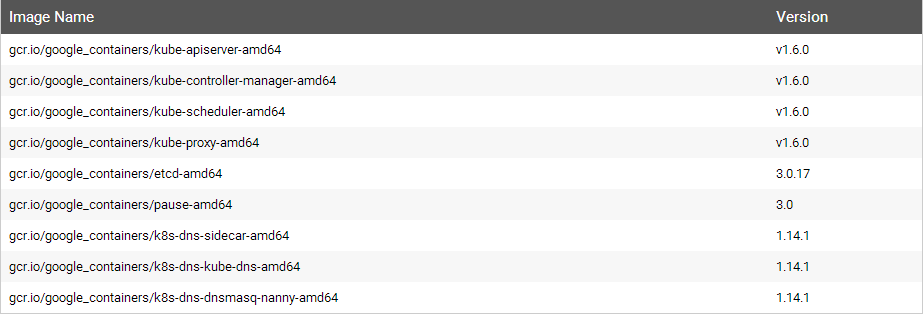 Image Name Version
gcr.io/google_containers/kube-apiserver-amd64 v1.6.0
gcr.io/google_containers/kube-controller-manager-amd64 v1.6.0
gcr.io/google_containers/kube-scheduler-amd64 v1.6.0
gcr.io/google_containers/kube-proxy-amd64 v1.6.0
gcr.io/google_containers/etcd-amd64 3.0.17
gcr.io/google_containers/pause-amd64 3.0
gcr.io/google_containers/k8s-dns-sidecar-amd64 1.14.1
gcr.io/google_containers/k8s-dns-kube-dns-amd64 1.14.1
gcr.io/google_containers/k8s-dns-dnsmasq-nanny-amd64 1.14.1